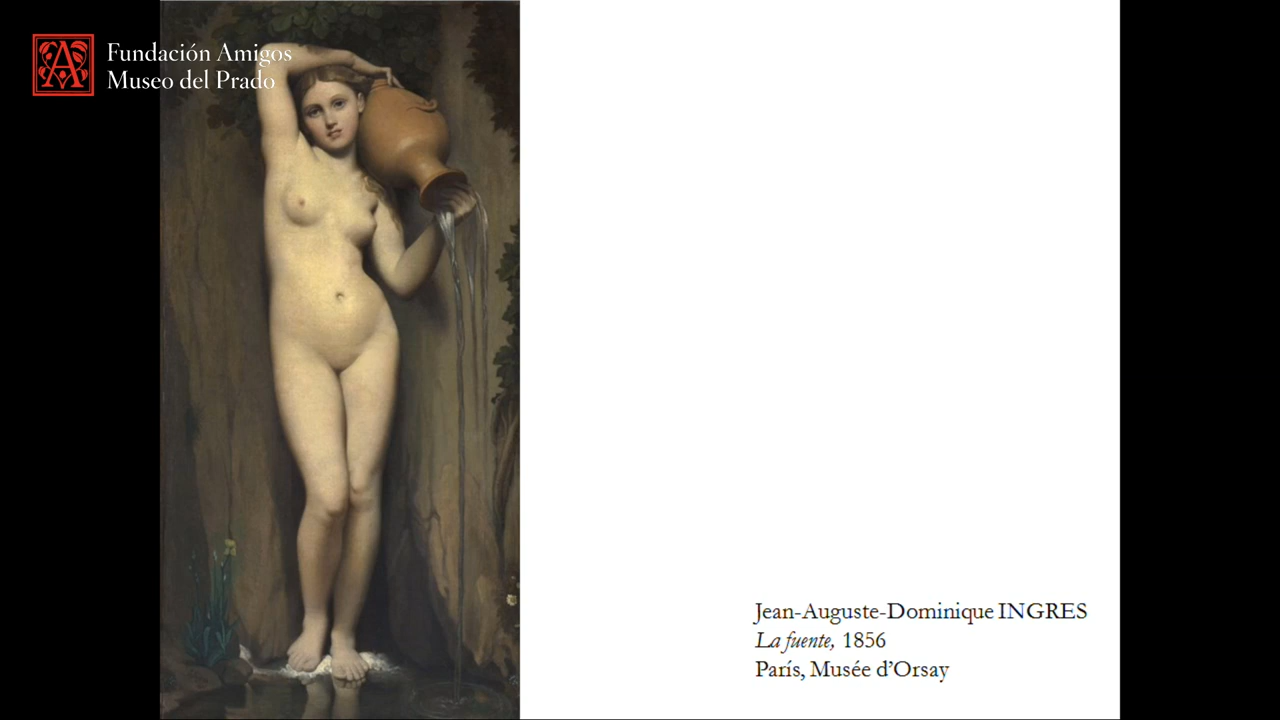 Fundación Amigos
Museo del Prado
Jean-Auguste-Dominique INGRES
La fuente, 1856
París, Musée d'Orsay